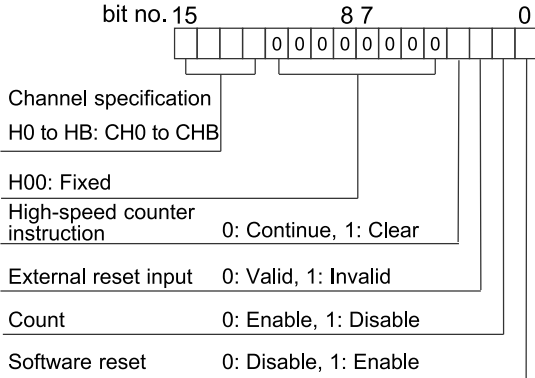 bit no. 15 8 7 0
0 0 0 0 0 0 0 0
Channel specification
H0 to HB: CH0 to CHB
H00: Fixed
High-speed counter
instruction 0: Continue, 1: Clear
External reset input 0: Valid, 1: Invalid
Count 0: Enable, 1: Disable
Software reset 0: Disable, 1: Enable